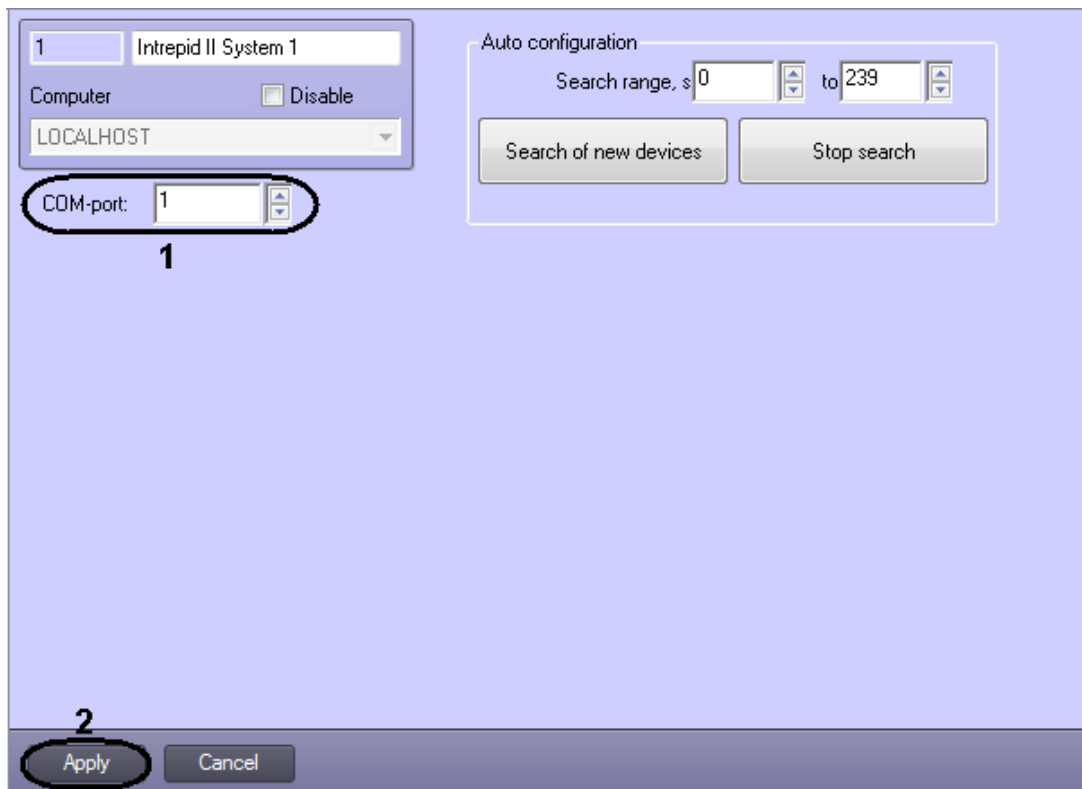 1 Intrepid II System 1
Computer Disable
LOCALHOST
COM-port: 1
1
Auto configuration
Search range, s 0 to 239
Search of new devices Stop search
2
Apply Cancel